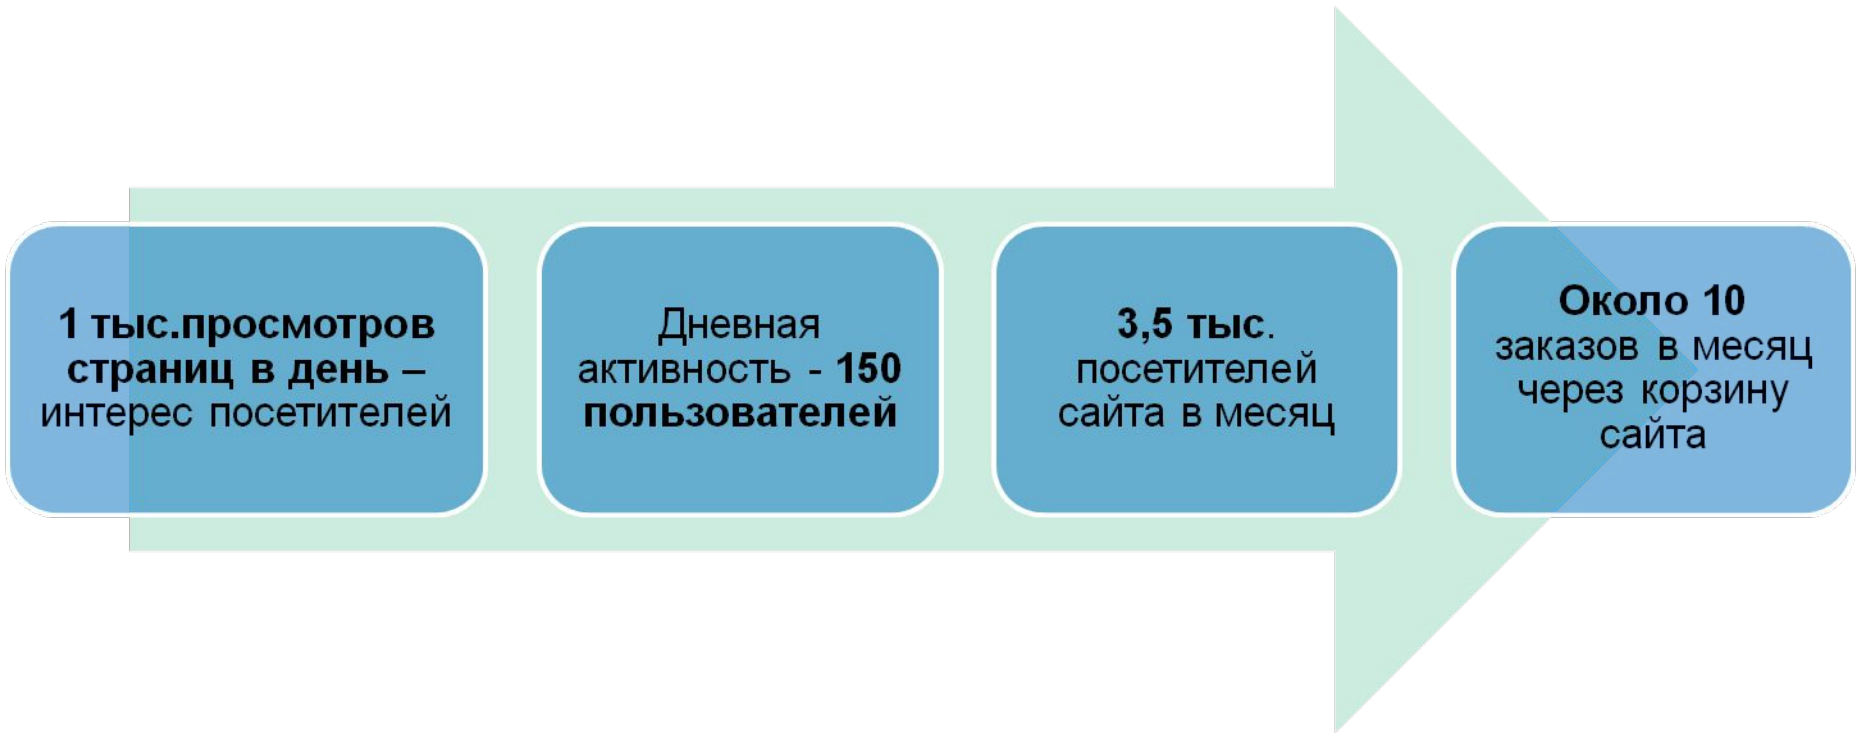 1 тыс.просмотров
страниц в день –
интерес посетителей
Дневная
активность - 150
пользователей
3,5 тыс.
посетителей
сайта в месяц
Около 10
заказов в месяц
через корзину
сайта